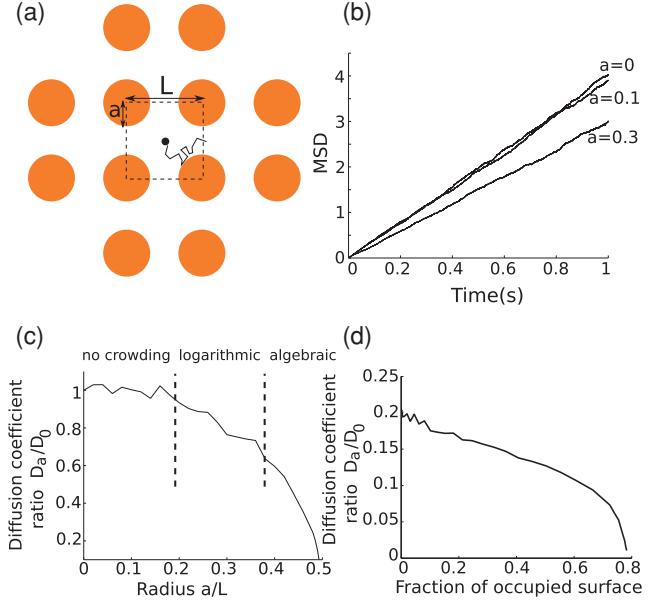 (a)
L
a
(b)
MSD
4
3
2
1
0
0
0.2
0.4
0.6
0.8
1
a=0
a=0.1
a=0.3
Time(s)
(c)
no crowding
logarithmic
algebraic
Diffusion coefficient
ratio D_a/D_0
1
0.8
0.6
0.4
0.2
0
0.1
0.2
0.3
0.4
0.5
Radius a/L
(d)
Diffusion coefficient
ratio D_a/D_0
0.25
0.2
0.15
0.1
0.05
0
0
0.2
0.4
0.6
0.8
Fraction of occupied surface